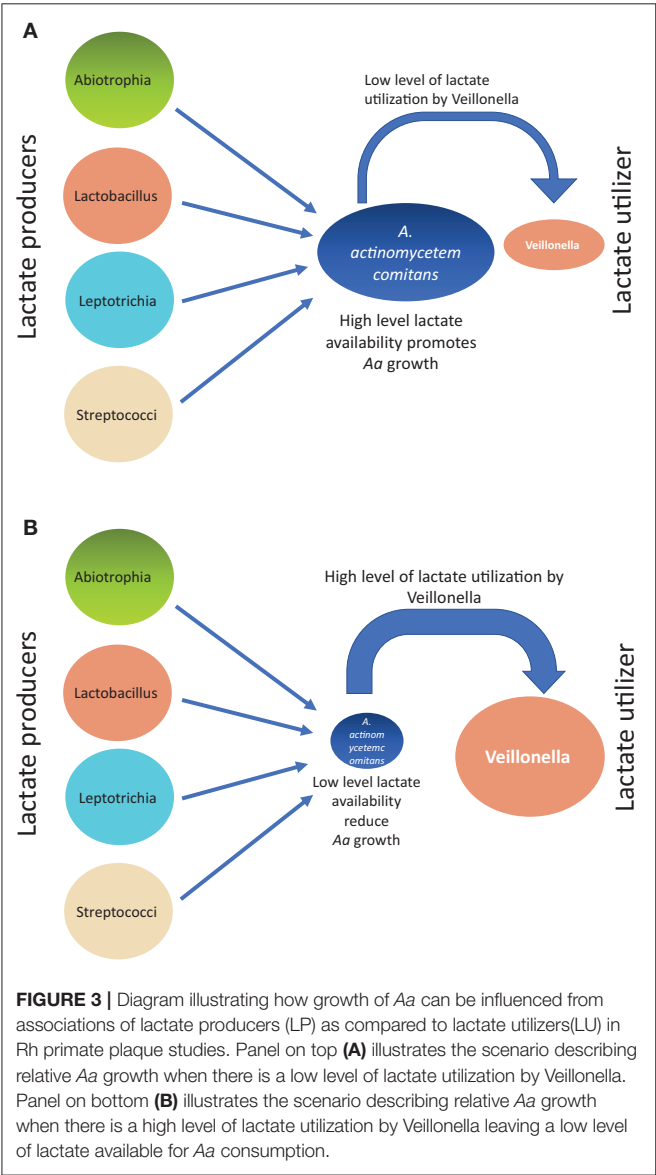 A
Lactate producers
Abiotrophia
Lactobacillus
Leptotrichia
Streptococci
Low level of lactate
utilization by Veillonella
A.
actinomycetem
comitans
High level lactate
availability promotes
Aa growth
Veillonella
Lactate utilizer
B
Lactate producers
Abiotrophia
Lactobacillus
Leptotrichia
Streptococci
High level of lactate utilization by
Veillonella
A.
actinom
ycetemc
omitans
Low level lactate
availability
reduce
Aa growth
Veillonella
Lactate utilizer
FIGURE 3 | Diagram illustrating how growth of Aa can be influenced from
associations of lactate producers (LP) as compared to lactate utilizers(LU) in
Rh primate plaque studies. Panel on top (A) illustrates the scenario describing
relative Aa growth when there is a low level of lactate utilization by Veillonella.
Panel on bottom (B) illustrates the scenario describing relative Aa growth
when there is a high level of lactate utilization by Veillonella leaving a low level
of lactate available for Aa consumption.